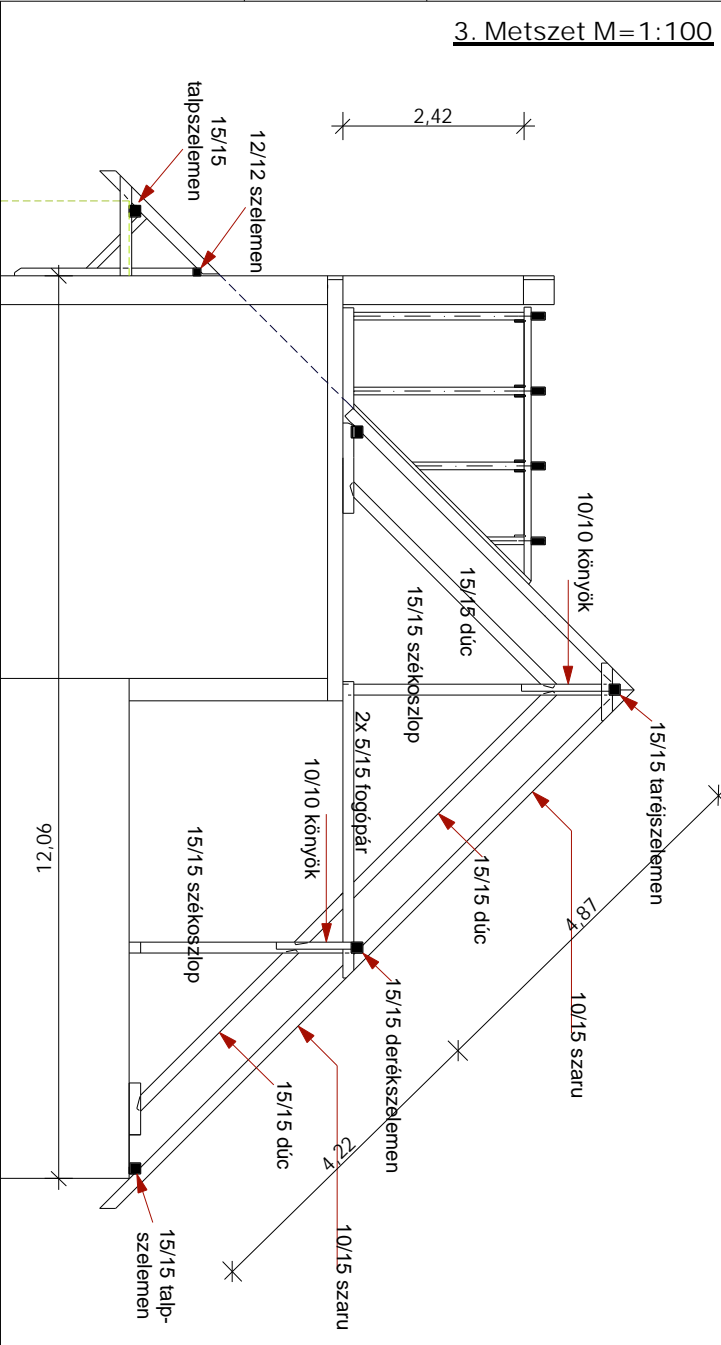 3. Metszet M=1:100
2,42
15/15
talpszelemen
12/12 szelemen
10/10 könyök
15/15 dúc
15/15 székoszlop
15/15 taréjszelemen
2x 5/15 fogópár
10/10 könyök
15/15 székoszlop
15/15 dúc
4,87
10/15 szaru
12,06
15/15 derékszelemen
15/15 dúc
4,22
10/15 szaru
15/15 talp-
szelemen